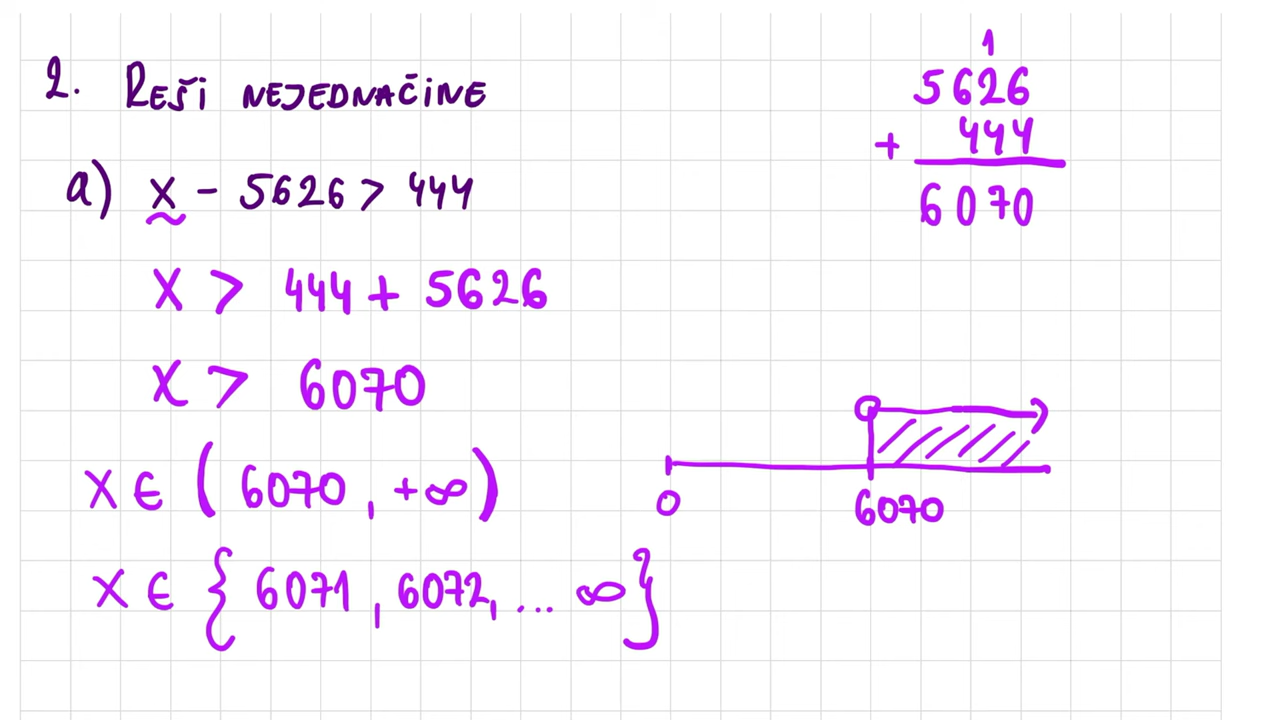 2. Reši nejednačine
a) x - 5626 > 444
x > 444 + 5626
x > 6070
x ∈ (6070, +∞)
x ∈ {6071, 6072, ... ∞}
1
5626
+ 444
6070
0 6070